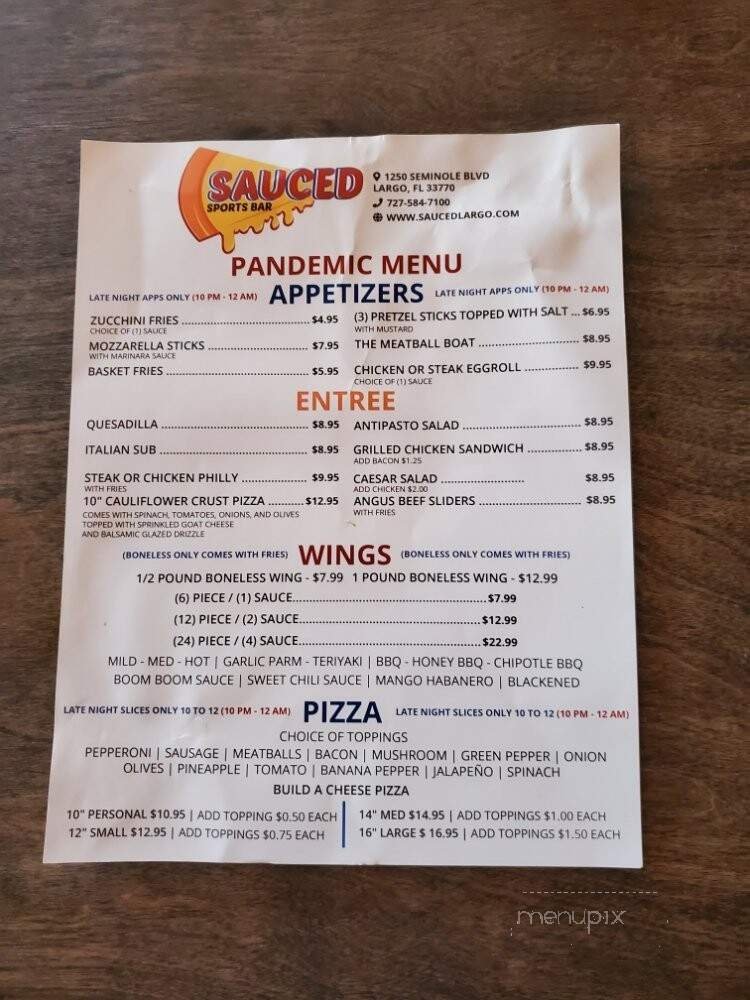 SAUCED
SPORTS BAR
1250 SEMINOLE BLVD
LARGO, FL 33770
727-584-7100
WWW.SAUCEDLARGO.COM
PANDEMIC MENU
LATE NIGHT APPS ONLY (10 PM - 12 AM) APPETIZERS LATE NIGHT APPS ONLY (10 PM - 12 AM)
ZUCCHINI FRIES ........ $4.95
CHOICE OF (1) SAUCE
MOZZARELLA STICKS ........ $7.95
WITH MARINARA SAUCE
BASKET FRIES ........ $5.95
(3) PRETZEL STICKS TOPPED WITH SALT ... $6.95
WITH MUSTARD
THE MEATBALL BOAT ........ $8.95
CHICKEN OR STEAK EGGROLL ........ $9.95
CHOICE OF (1) SAUCE
ENTREE
QUESADILLA ........ $8.95
ITALIAN SUB ........ $8.95
STEAK OR CHICKEN PHILLY ........ $9.95
WITH FRIES
10" CAULIFLOWER CRUST PIZZA ........ $12.95
COMES WITH SPINACH, TOMATOES, ONIONS, AND OLIVES
TOPPED WITH SPRINKLED GOAT CHEESE
AND BALSAMIC GLAZED DRIZZLE
ANTIPASTO SALAD ........ $8.95
GRILLED CHICKEN SANDWICH ........ $8.95
ADD BACON $1.25
CAESAR SALAD ........ $8.95
ADD CHICKEN $2.00
ANGUS BEEF SLIDERS ........ $8.95
WITH FRIES
(BONELESS ONLY COMES WITH FRIES) WINGS (BONELESS ONLY COMES WITH FRIES)
1/2 POUND BONELESS WING - $7.99 1 POUND BONELESS WING - $12.99
(6) PIECE / (1) SAUCE........$7.99
(12) PIECE / (2) SAUCE........$12.99
(24) PIECE / (4) SAUCE........$22.99
MILD - MED - HOT | GARLIC PARM - TERIYAKI | BBQ - HONEY BBQ - CHIPOTLE BBQ
BOOM BOOM SAUCE | SWEET CHILI SAUCE | MANGO HABANERO | BLACKENED
LATE NIGHT SLICES ONLY 10 TO 12 (10 PM - 12 AM) PIZZA LATE NIGHT SLICES ONLY 10 TO 12 (10 PM - 12 AM)
CHOICE OF TOPPINGS
PEPPERONI | SAUSAGE | MEATBALLS | BACON | MUSHROOM | GREEN PEPPER | ONION
OLIVES | PINEAPPLE | TOMATO | BANANA PEPPER | JALAPEÑO | SPINACH
BUILD A CHEESE PIZZA
10" PERSONAL $10.95 | ADD TOPPING $0.50 EACH
12" SMALL $12.95 | ADD TOPPINGS $0.75 EACH
14" MED $14.95 | ADD TOPPINGS $1.00 EACH
16" LARGE $ 16.95 | ADD TOPPINGS $1.50 EACH
menupix